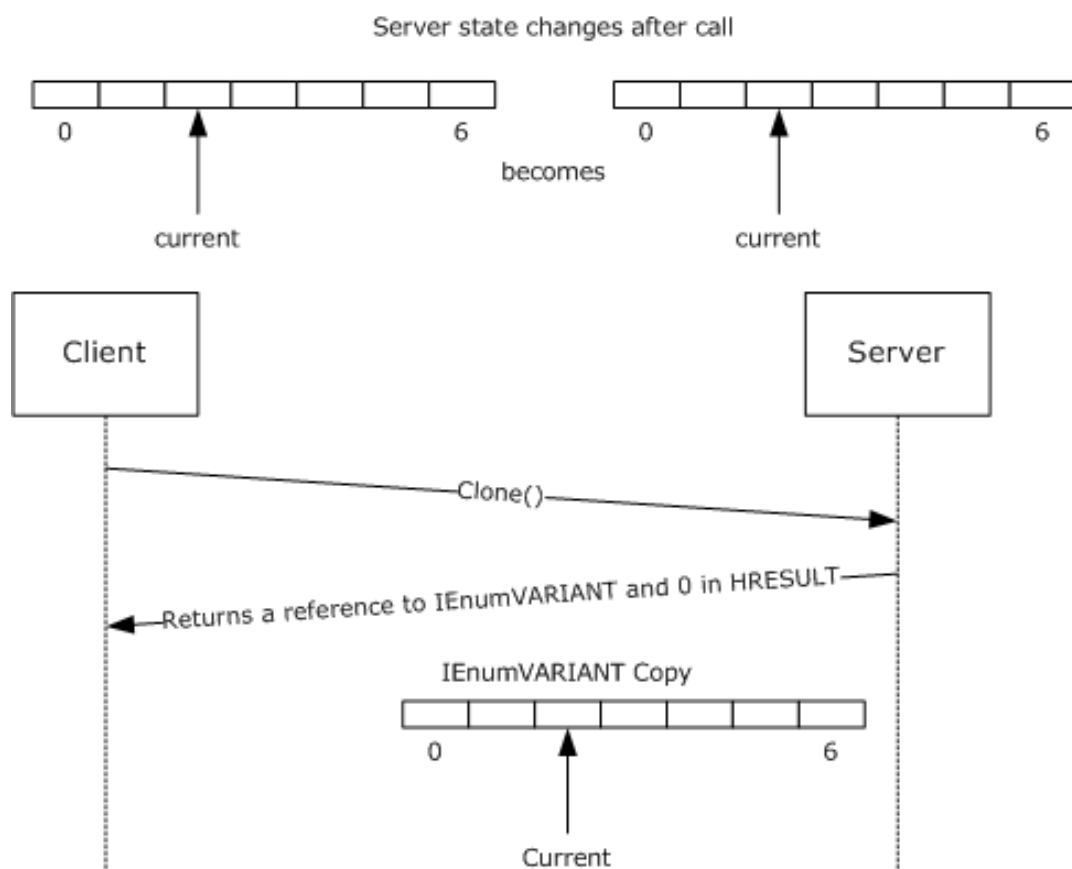 Server state changes after call
0 6 0 6
becomes
current current
Client Server
Clone()
Returns a reference to IEnumVARIANT and 0 in HRESULT
IEnumVARIANT Copy
0 6
Current